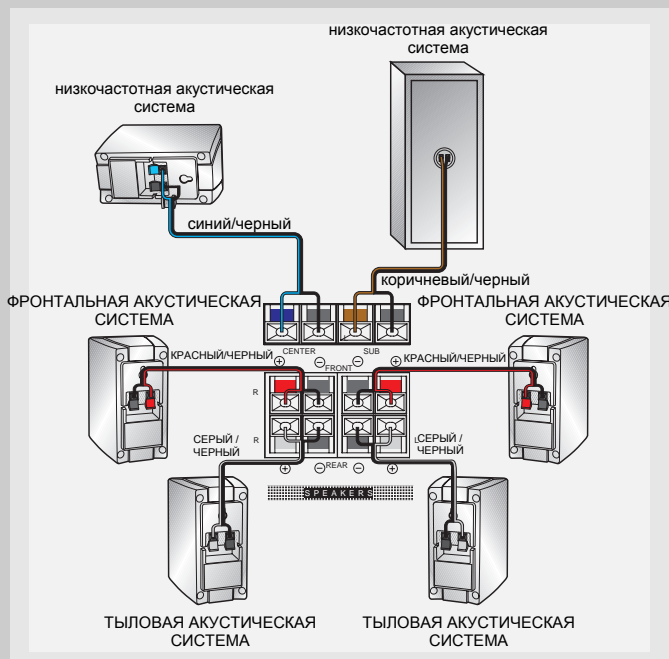 низкочастотная акустическая
система
низкочастотная акустическая
система
синий/черный
коричневый/черный
ФРОНТАЛЬНАЯ АКУСТИЧЕСКАЯ
СИСТЕМА
ФРОНТАЛЬНАЯ АКУСТИЧЕСКАЯ
СИСТЕМА
CENTER
SUB
+ − − +
FRONT
КРАСНЫЙ/ЧЕРНЫЙ
КРАСНЫЙ/ЧЕРНЫЙ
R
R
L
СЕРЫЙ /
ЧЕРНЫЙ
СЕРЫЙ /
ЧЕРНЫЙ
+ − REAR − +
SPEAKERS
ТЫЛОВАЯ АКУСТИЧЕСКАЯ
СИСТЕМА
ТЫЛОВАЯ АКУСТИЧЕСКАЯ
СИСТЕМА